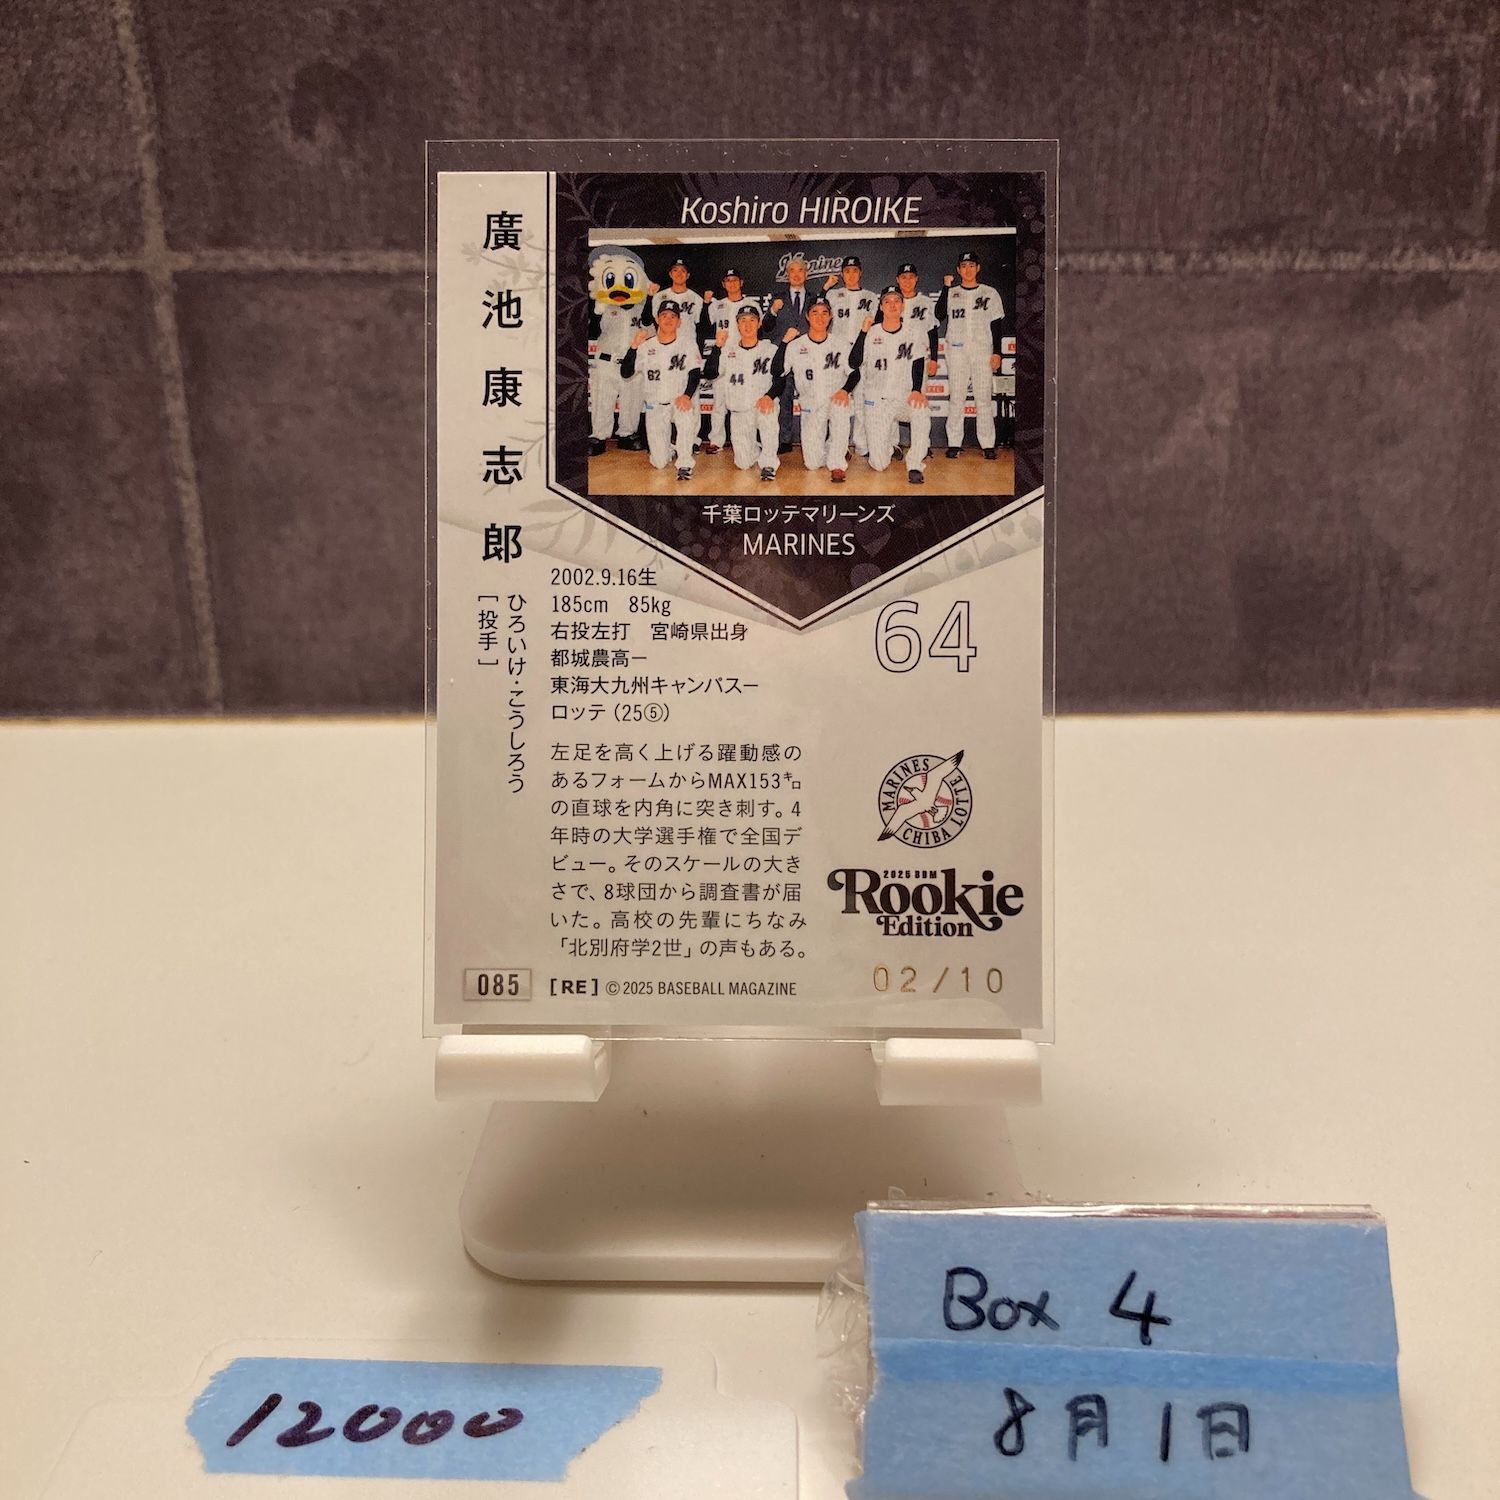 廣池康志郎
ひろいけ・こうしろう
［投手］
Koshiro HIROIKE
Marines
62
49
44
6
64
41
132
千葉ロッテマリーンズ
MARINES
2002.9.16生
185cm 85kg
右投左打 宮崎県出身
都城農高ー
東海大九州キャンパスー
ロッテ（25⑤）
64
左足を高く上げる躍動感の
あるフォームからMAX153㌔
の直球を内角に突き刺す。4
年時の大学選手権で全国デ
ビュー。そのスケールの大き
さで、8球団から調査書が届
いた。高校の先輩にちなみ
「北別府学2世」の声もある。
MARINES
CHIBA LOTTE
2025 BBM
Rookie
Edition
02/10
085
[RE] ©2025 BASEBALL MAGAZINE
Box 4
8月1日
12000